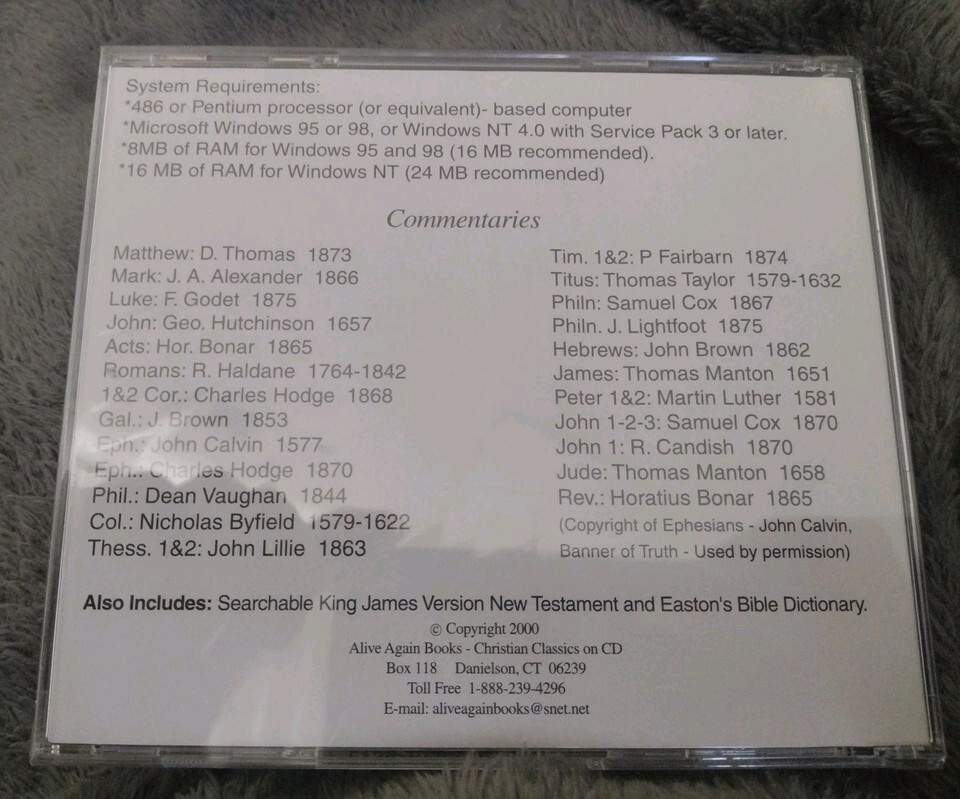 System Requirements:
*486 or Pentium processor (or equivalent)- based computer
*Microsoft Windows 95 or 98, or Windows NT 4.0 with Service Pack 3 or later.
*8MB of RAM for Windows 95 and 98 (16 MB recommended).
*16 MB of RAM for Windows NT (24 MB recommended)
Commentaries
Matthew: D. Thomas 1873
Mark: J. A. Alexander 1866
Luke: F. Godet 1875
John: Geo. Hutchinson 1657
Acts: Hor. Bonar 1865
Romans: R. Haldane 1764-1842
1&2 Cor.: Charles Hodge 1868
Gal.: J. Brown 1853
Eph.: John Calvin 1577
Eph.: Charles Hodge 1870
Phil.: Dean Vaughan 1844
Col.: Nicholas Byfield 1579-1622
Thess. 1&2: John Lillie 1863
Tim. 1&2: P Fairbarn 1874
Titus: Thomas Taylor 1579-1632
Philn: Samuel Cox 1867
Philn. J. Lightfoot 1875
Hebrews: John Brown 1862
James: Thomas Manton 1651
Peter 1&2: Martin Luther 1581
John 1-2-3: Samuel Cox 1870
John 1: R. Candish 1870
Jude: Thomas Manton 1658
Rev.: Horatius Bonar 1865
(Copyright of Ephesians - John Calvin,
Banner of Truth - Used by permission)
Also Includes: Searchable King James Version New Testament and Easton's Bible Dictionary.
© Copyright 2000
Alive Again Books - Christian Classics on CD
Box 118 Danielson, CT 06239
Toll Free 1-888-239-4296
E-mail: aliveagainbooks@snet.net